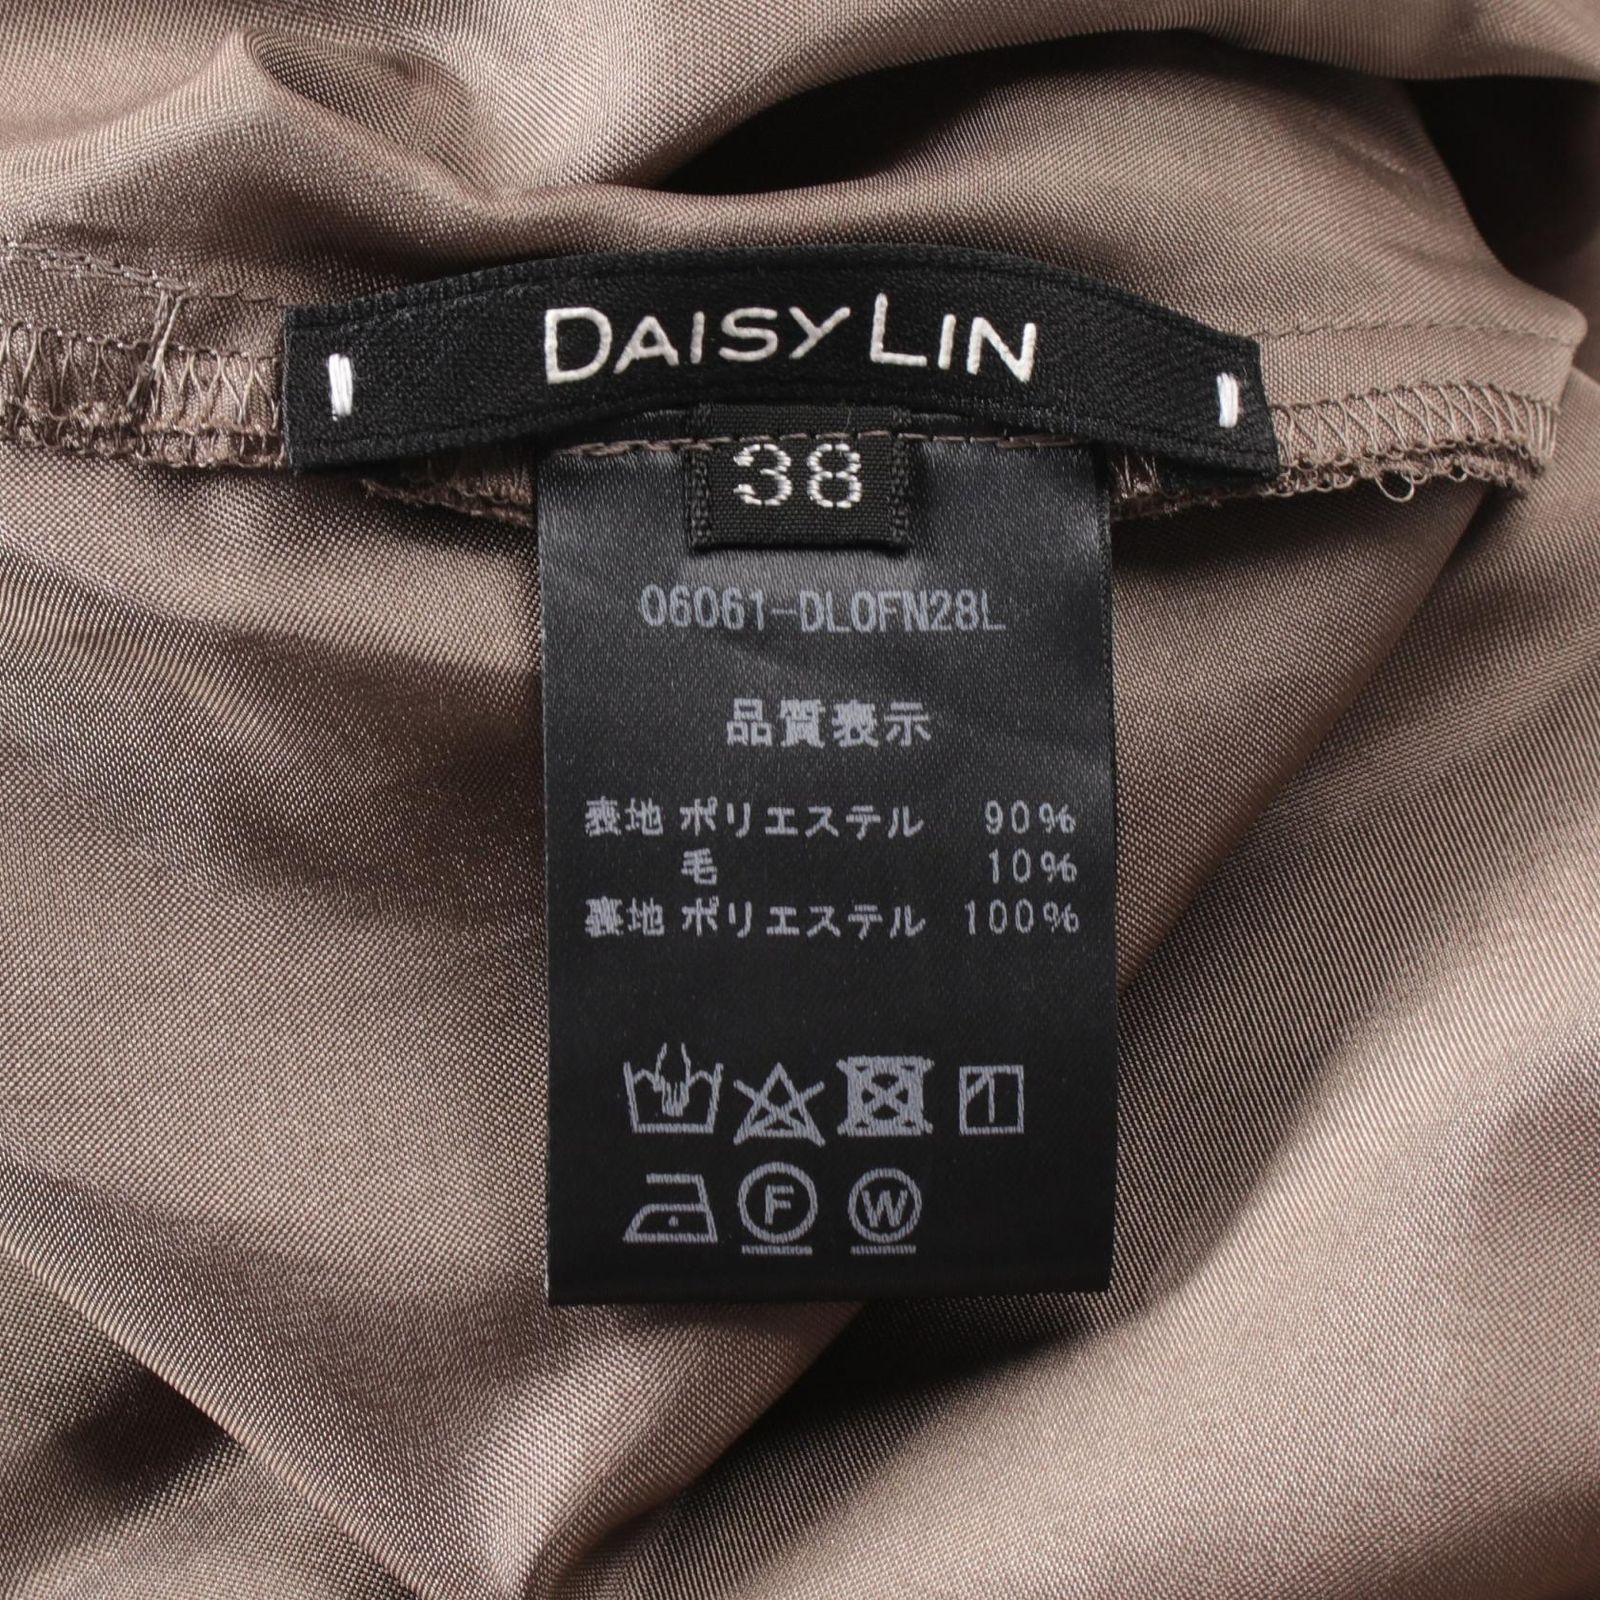 DAISY LIN
38
06061-DLOFN28L
品質表示
表地 ポリエステル 90%
毛 10%
裏地 ポリエステル 100%
F W